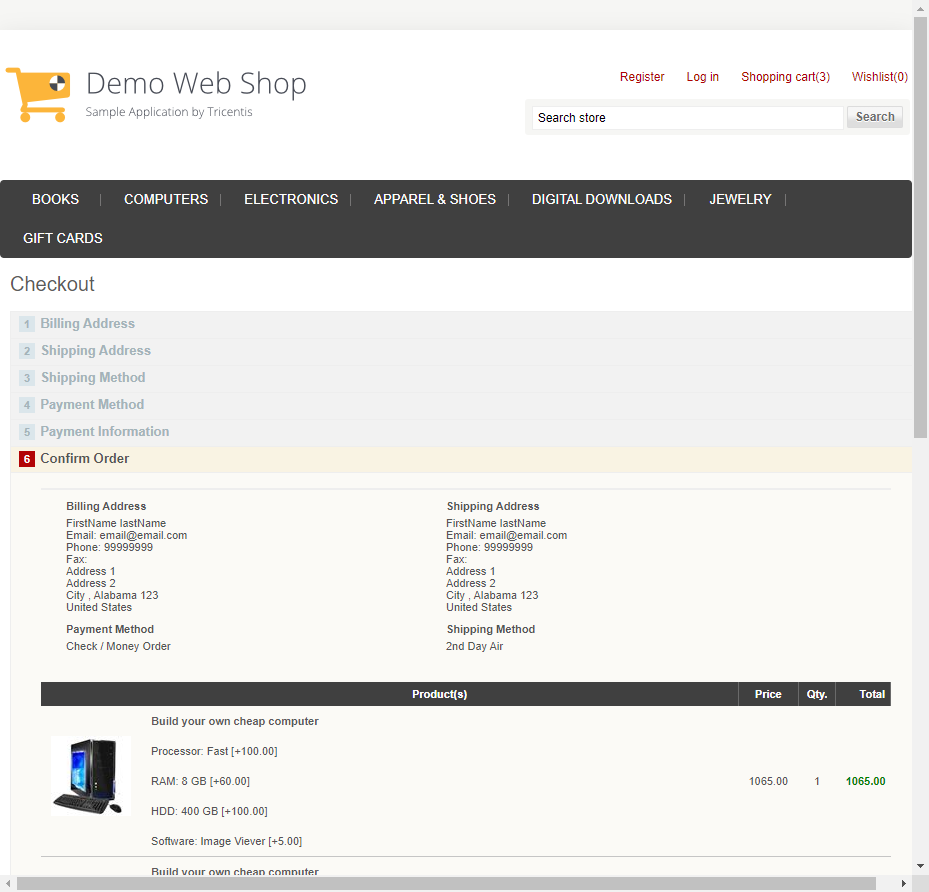 Demo Web Shop
Sample Application by Tricentis
Register Log in Shopping cart(3) Wishlist(0)
Search store Search
BOOKS COMPUTERS ELECTRONICS APPAREL & SHOES DIGITAL DOWNLOADS JEWELRY
GIFT CARDS
Checkout
1 Billing Address
2 Shipping Address
3 Shipping Method
4 Payment Method
5 Payment Information
6 Confirm Order
Billing Address
FirstName lastName
Email: email@email.com
Phone: 99999999
Fax:
Address 1
Address 2
City , Alabama 123
United States
Payment Method
Check / Money Order
Shipping Address
FirstName lastName
Email: email@email.com
Phone: 99999999
Fax:
Address 1
Address 2
City , Alabama 123
United States
Shipping Method
2nd Day Air
Product(s) Price Qty. Total
Build your own cheap computer
Processor: Fast [+100.00]
RAM: 8 GB [+60.00]
HDD: 400 GB [+100.00]
Software: Image Viever [+5.00]
1065.00 1 1065.00
Build your own cheap computer